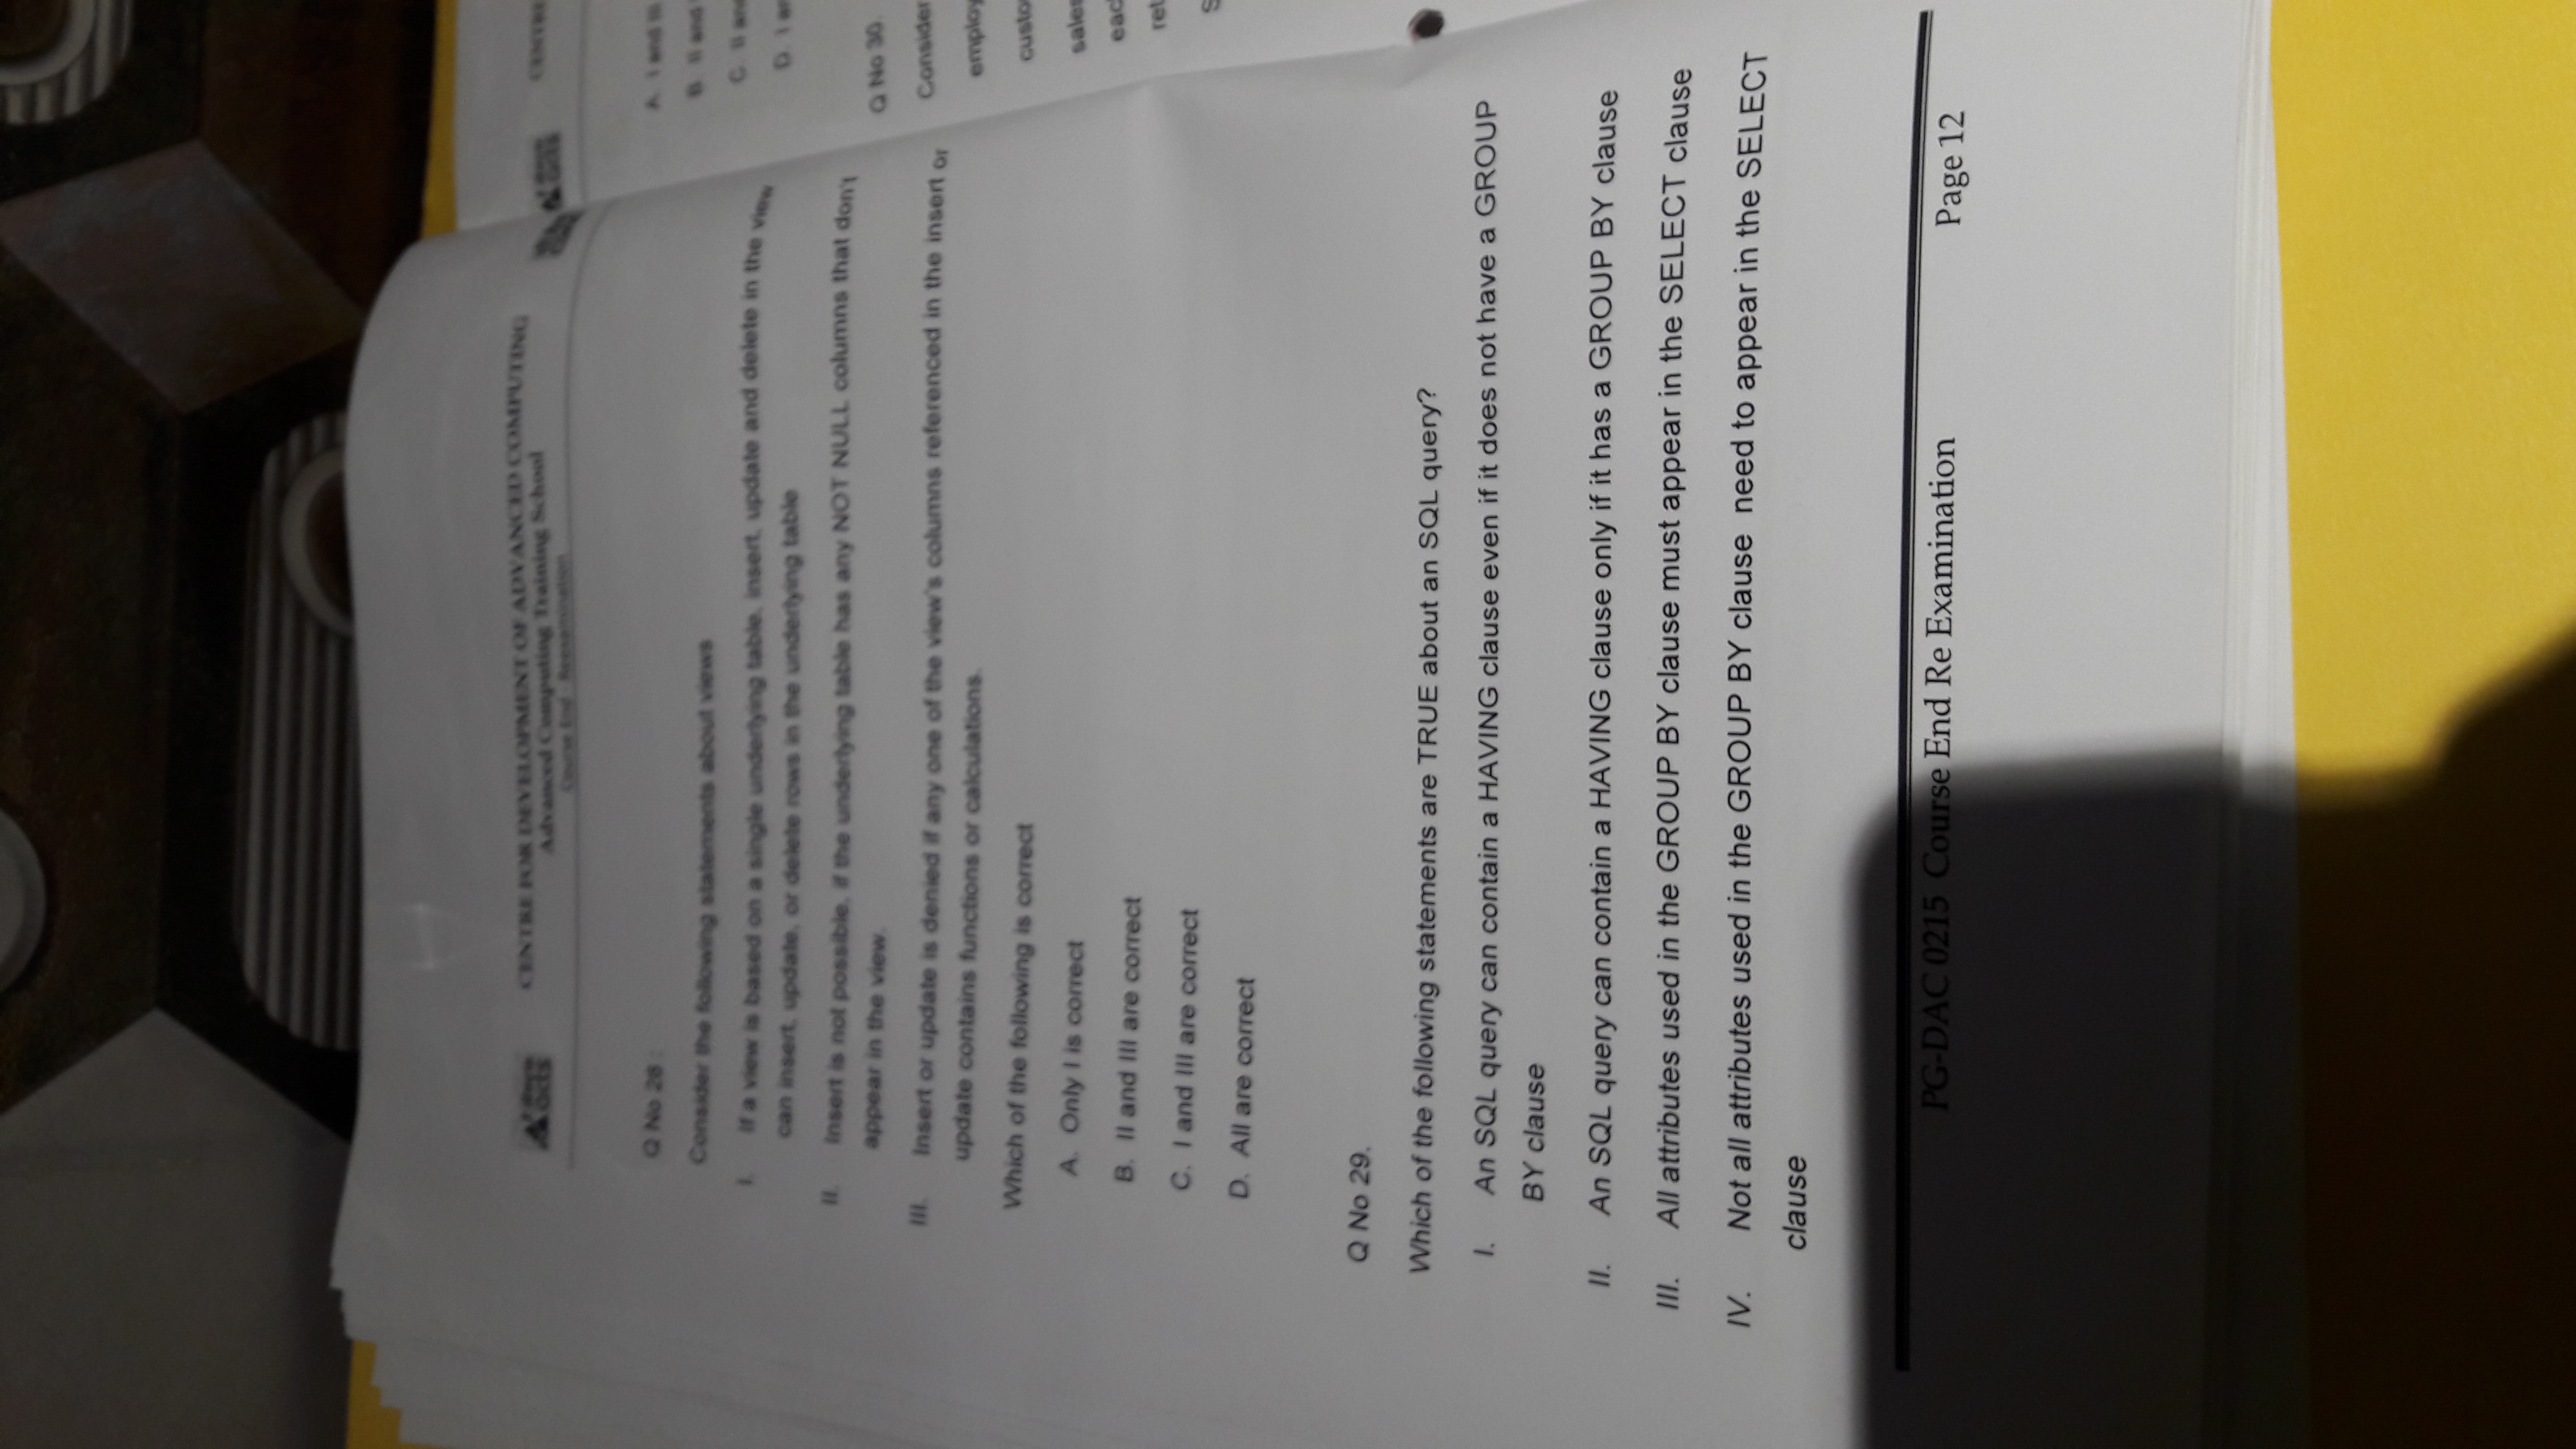 CENTRE FOR DEVELOPMENT OF ADVANCED COMPUTING
Advanced Computing Training School
Course End - Reexamination
acts
Q No 28 :
Consider the following statements about views
I. If a view is based on a single underlying table, insert, update and delete in the view
can insert, update, or delete rows in the underlying table
II. Insert is not possible, if the underlying table has any NOT NULL columns that don't
appear in the view.
III. Insert or update is denied if any one of the view's columns referenced in the insert or
update contains functions or calculations.
Which of the following is correct
A. Only I is correct
B. II and III are correct
C. I and III are correct
D. All are correct
Q No 29.
Which of the following statements are TRUE about an SQL query?
I. An SQL query can contain a HAVING clause even if it does not have a GROUP
BY clause
II. An SQL query can contain a HAVING clause only if it has a GROUP BY clause
III. All attributes used in the GROUP BY clause must appear in the SELECT clause
IV. Not all attributes used in the GROUP BY clause need to appear in the SELECT
clause
PG-DAC 0215 Course End Re Examination Page 12
acts
CENTRE
A. I and III
B. II and
C. II and
D. I an
Q No 30.
Consider
employ
custo
sales
eac
ret
S